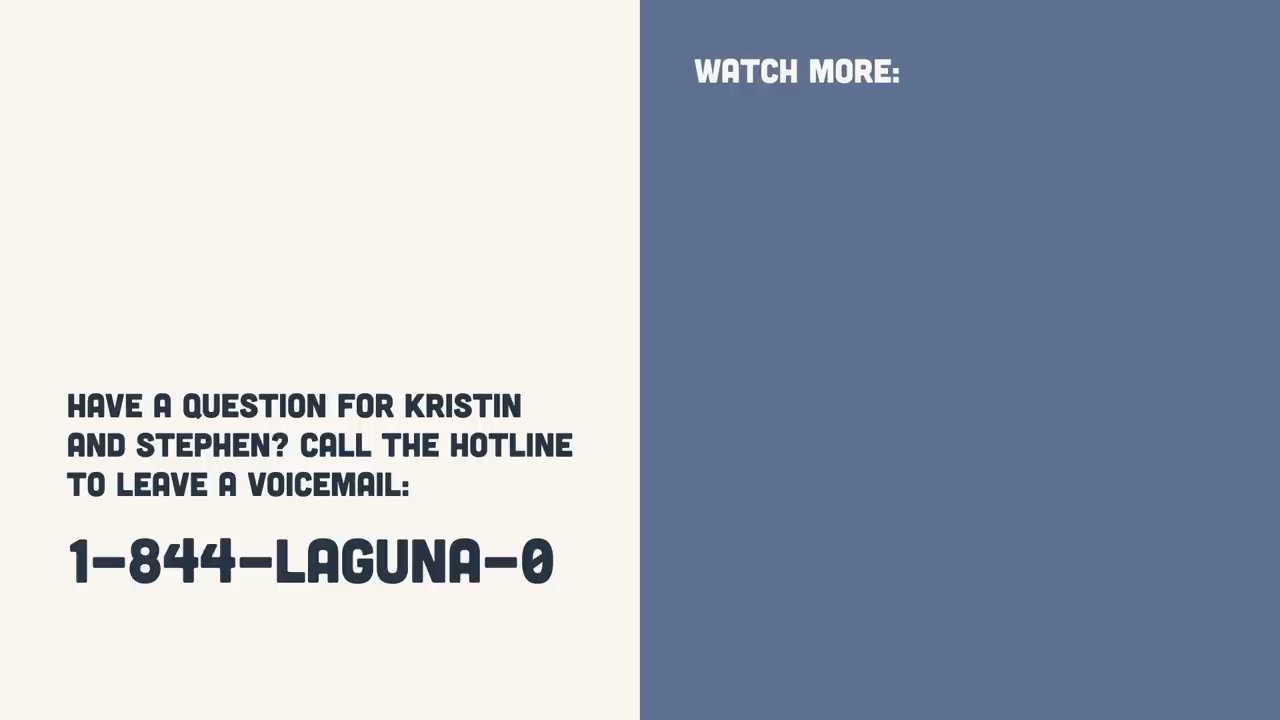 WATCH MORE:
HAVE A QUESTION FOR KRISTIN
AND STEPHEN? CALL THE HOTLINE
TO LEAVE A VOICEMAIL:
1-844-LAGUNA-0